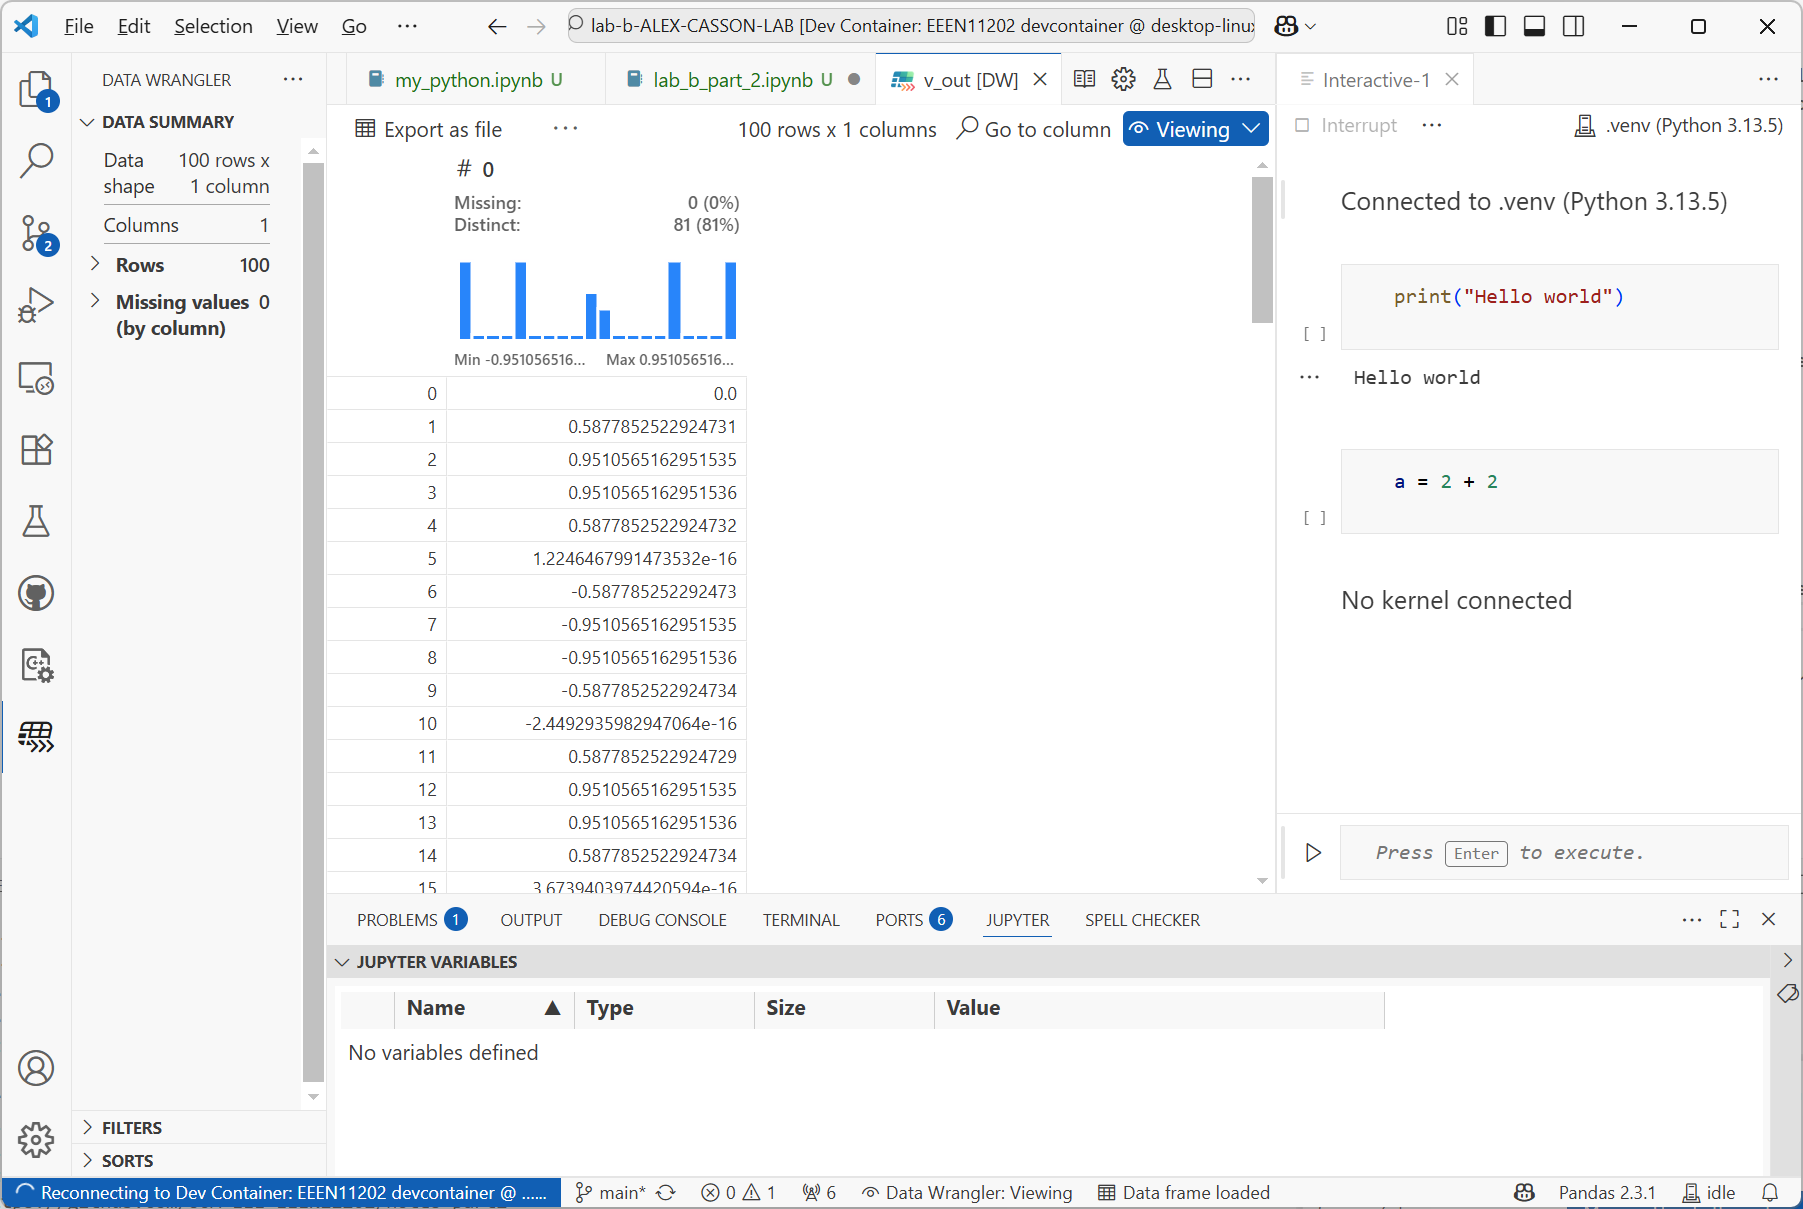 File Edit Selection View Go ...
lab-b-ALEX-CASSON-LAB [Dev Container: EEEN11202 devcontainer @ desktop-linux
DATA WRANGLER ...
my_python.ipynb U
lab_b_part_2.ipynb U
v_out [DW]
Interactive-1
1
2
DATA SUMMARY
Data shape 100 rows x 1 column
Columns 1
Rows 100
Missing values (by column) 0
FILTERS
SORTS
Export as file ...
100 rows x 1 columns
Go to column
Viewing
# 0
Missing: 0 (0%)
Distinct: 81 (81%)
Min -0.951056516... Max 0.951056516...
0 0.0
1 0.5877852522924731
2 0.9510565162951535
3 0.9510565162951536
4 0.5877852522924732
5 1.2246467991473532e-16
6 -0.587785252292473
7 -0.9510565162951535
8 -0.9510565162951536
9 -0.5877852522924734
10 -2.4492935982947064e-16
11 0.5877852522924729
12 0.9510565162951535
13 0.9510565162951536
14 0.5877852522924734
15 3.6739403974420594e-16
Interrupt ...
.venv (Python 3.13.5)
Connected to .venv (Python 3.13.5)
print("Hello world")
[ ]
... Hello world
a = 2 + 2
[ ]
No kernel connected
Press Enter to execute.
PROBLEMS 1 OUTPUT DEBUG CONSOLE TERMINAL PORTS 6 JUPYTER SPELL CHECKER
JUPYTER VARIABLES
Name Type Size Value
No variables defined
Reconnecting to Dev Container: EEEN11202 devcontainer @ ......
main*
0 1
6
Data Wrangler: Viewing
Data frame loaded
Pandas 2.3.1
idle